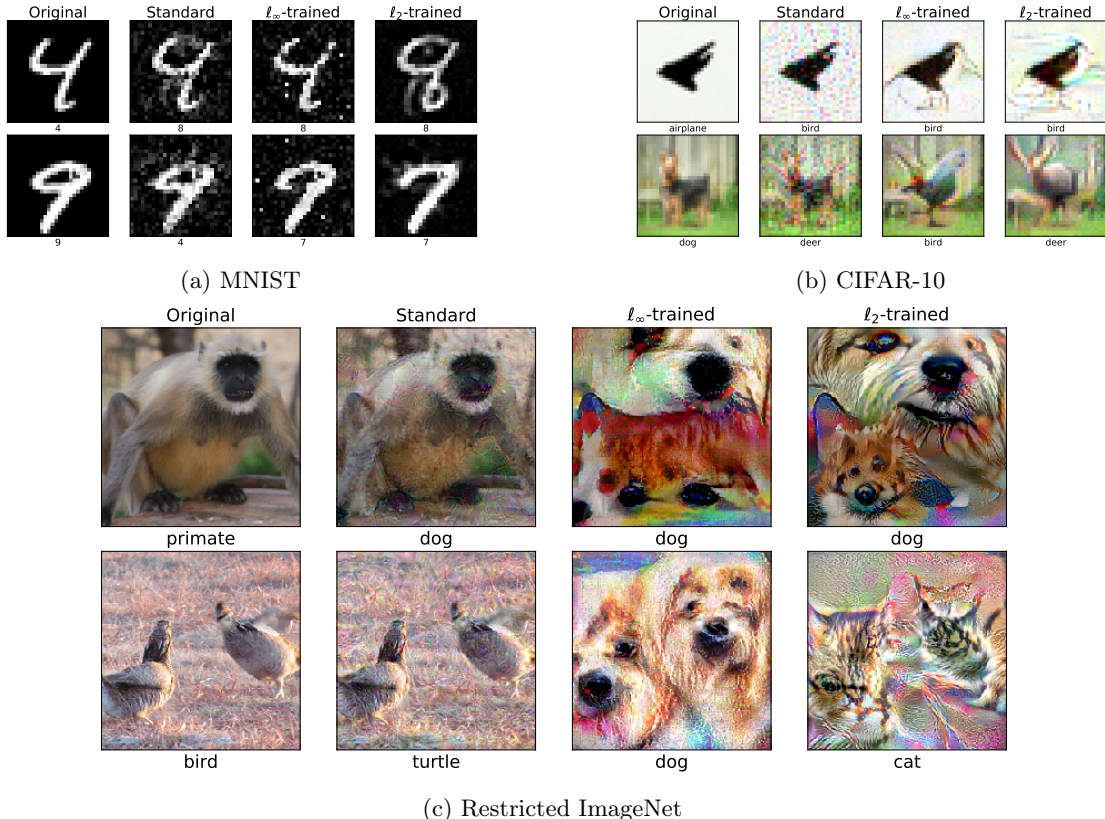 Original Standard ℓ∞-trained ℓ2-trained
4 8 8 8
9 4 7 7
(a) MNIST
Original Standard ℓ∞-trained ℓ2-trained
airplane bird bird bird
dog deer bird deer
(b) CIFAR-10
Original Standard ℓ∞-trained ℓ2-trained
primate dog dog dog
bird turtle dog cat
(c) Restricted ImageNet